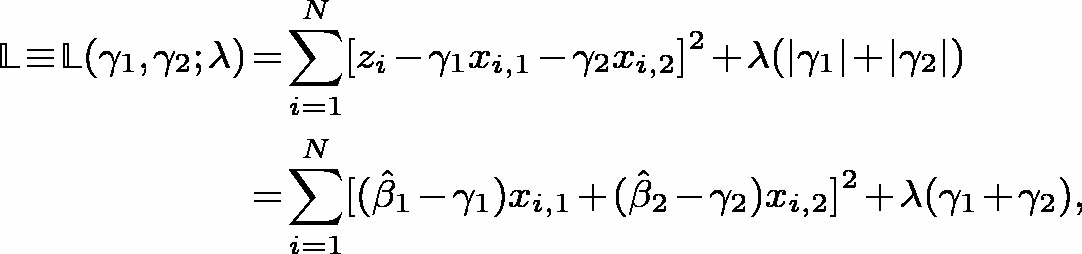 𝕃 ≡ 𝕃(γ₁, γ₂; λ) = ∑_{i=1}^{N} [z_i − γ₁x_{i,1} − γ₂x_{i,2}]² + λ(|γ₁| + |γ₂|)
= ∑_{i=1}^{N} [(β̂₁ − γ₁)x_{i,1} + (β̂₂ − γ₂)x_{i,2}]² + λ(γ₁ + γ₂),